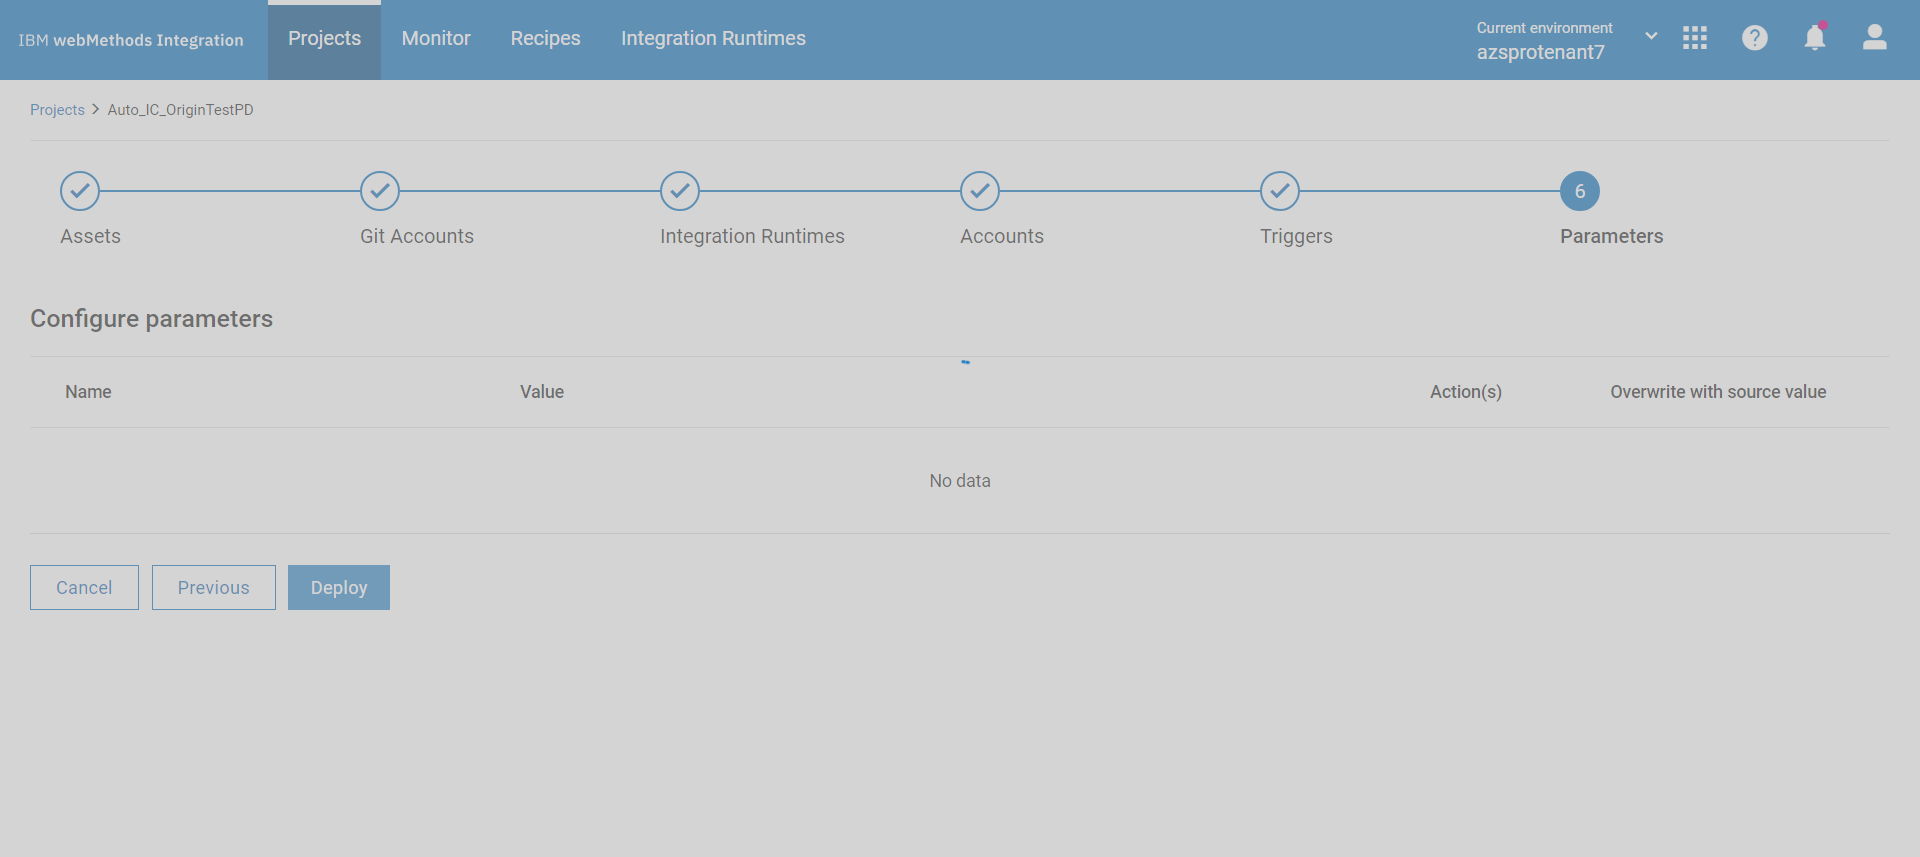 IBM webMethods Integration
Projects
Monitor
Recipes
Integration Runtimes
Current environment
azsprotenant7
Projects > Auto_IC_OriginTestPD
6
Assets
Git Accounts
Integration Runtimes
Accounts
Triggers
Parameters
Configure parameters
Name
Value
Action(s)
Overwrite with source value
No data
Cancel
Previous
Deploy